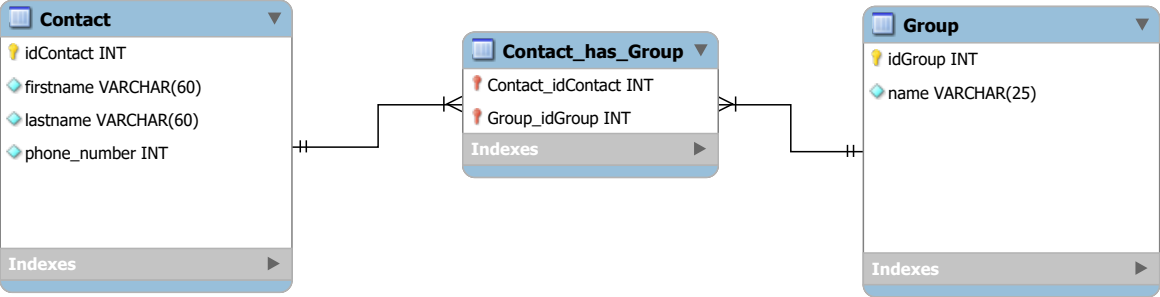 Contact
idContact INT
firstname VARCHAR(60)
lastname VARCHAR(60)
phone_number INT
Indexes
Contact_has_Group
Contact_idContact INT
Group_idGroup INT
Indexes
Group
idGroup INT
name VARCHAR(25)
Indexes